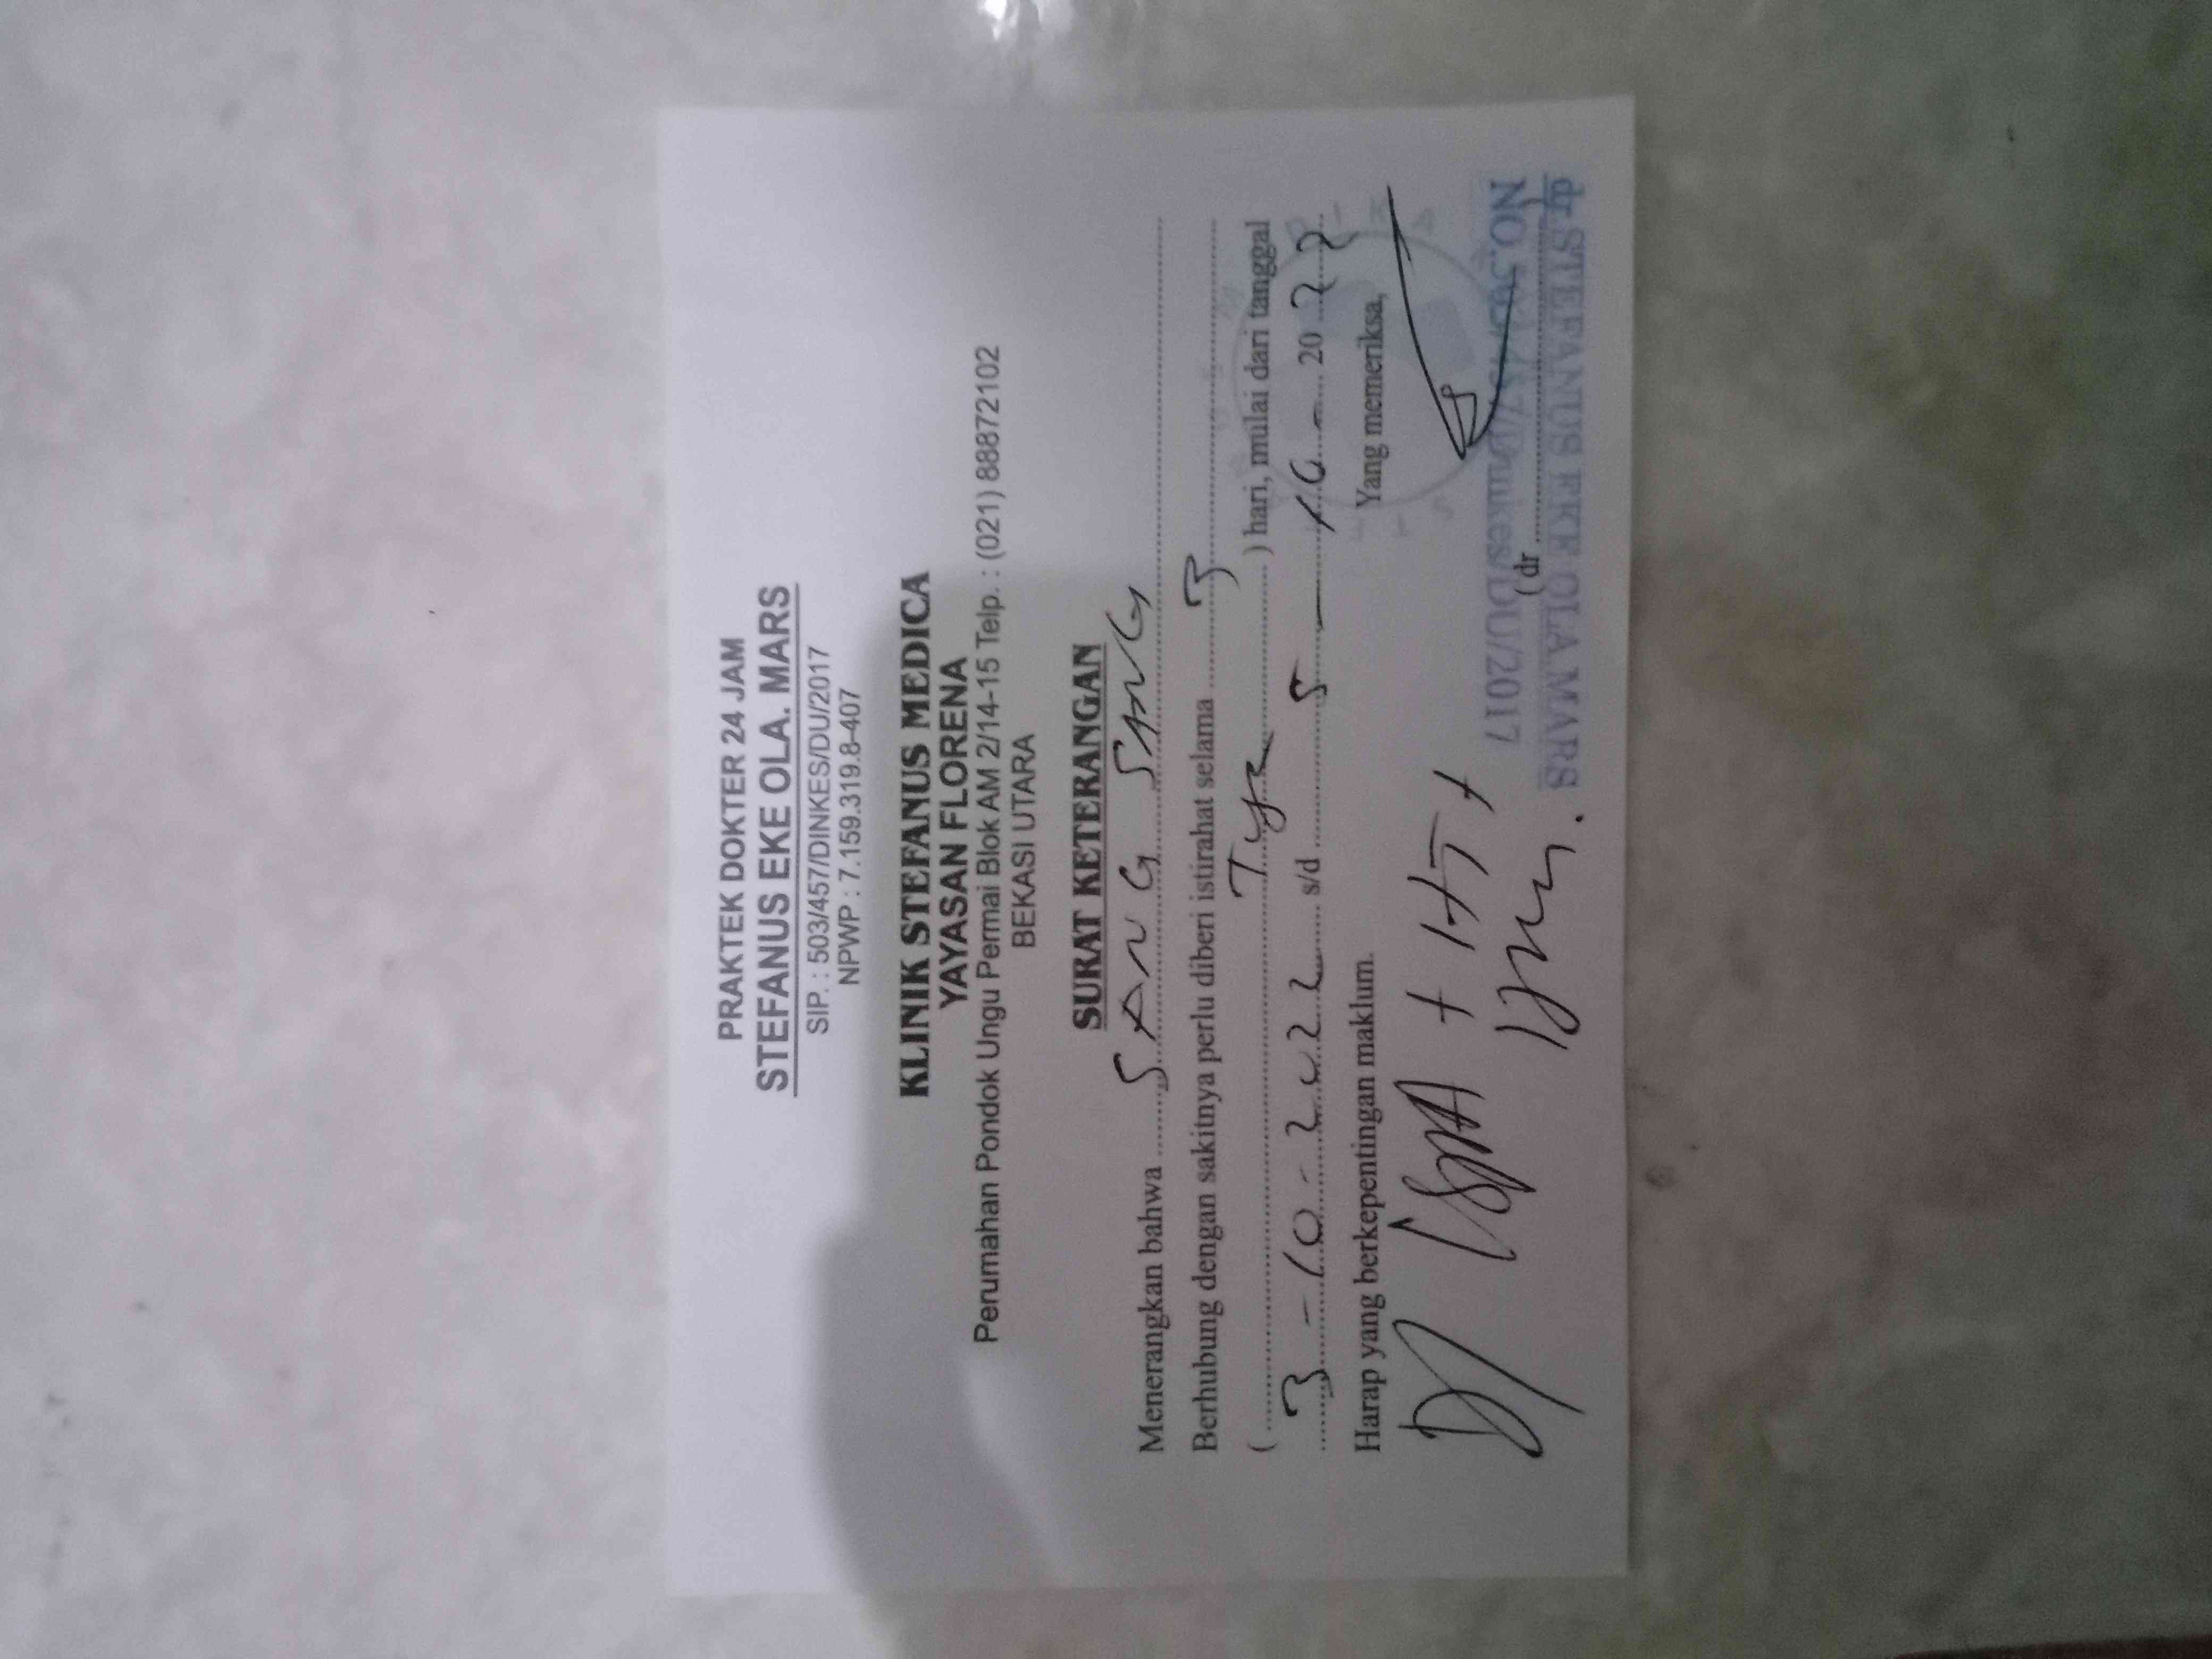 PRAKTEK DOKTER 24 JAM
STEFANUS EKE OLA. MARS
SIP. : 503/457/DINKES/DU/2017
NPWP : 7.159.319.8-407
KLINIK STEFANUS MEDICA
YAYASAN FLORENA
Perumahan Pondok Ungu Permai Blok AM 2/14-15 Telp. : (021) 88872102
BEKASI UTARA
SURAT KETERANGAN
Menerangkan bahwa SANG SANG
Berhubung dengan sakitnya perlu diberi istirahat selama 3
( Tiga ) hari, mulai dari tanggal
3 - 10 - 2022 s/d 5 - 10 - 2022
Harap yang berkepentingan maklum.
Yang memeriksa,
D/ ISPA +
NO.503/457/Dinkes/DU/2017
(dr
dr.STEFANUS EKE OLA.MARS